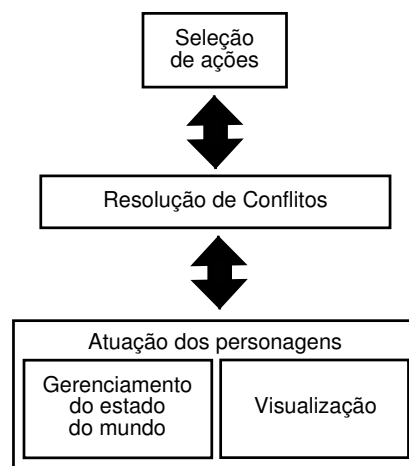 Seleção
de ações
Resolução de Conflitos
Atuação dos personagens
Gerenciamento
do estado
do mundo
Visualização